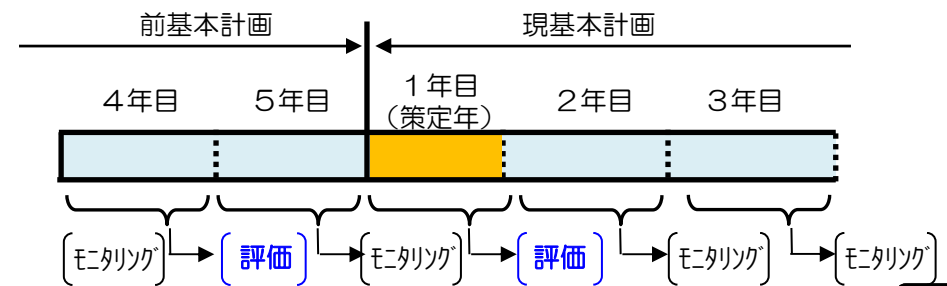 前基本計画 現基本計画
４年目 ５年目 １年目 ２年目 ３年目
（策定年）
ﾓﾆﾀﾘﾝｸﾞ 評価 ﾓﾆﾀﾘﾝｸﾞ 評価 ﾓﾆﾀﾘﾝｸﾞ ﾓﾆﾀﾘﾝｸﾞ